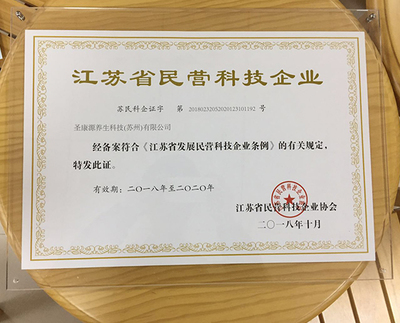 江苏省民营科技企业
苏民科企证字 第 20180232052020123101192 号
圣康源养生科技(苏州)有限公司
经备案符合《江苏省发展民营科技企业条例》的有关规定,
特发此证。
有效期：二〇一八年至二〇二〇年
江苏省民营科技企业协会
二〇一八年十月